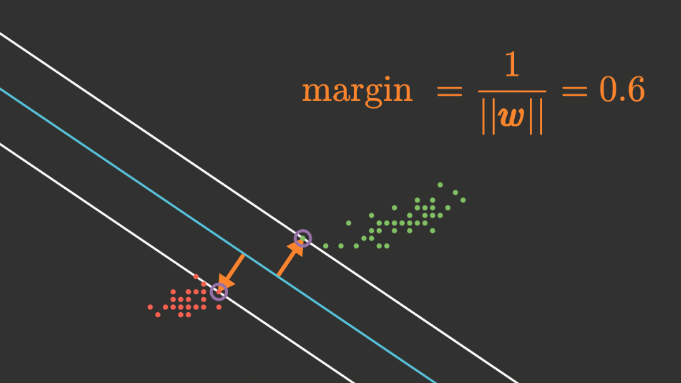 margin = 1/||w|| = 0.6